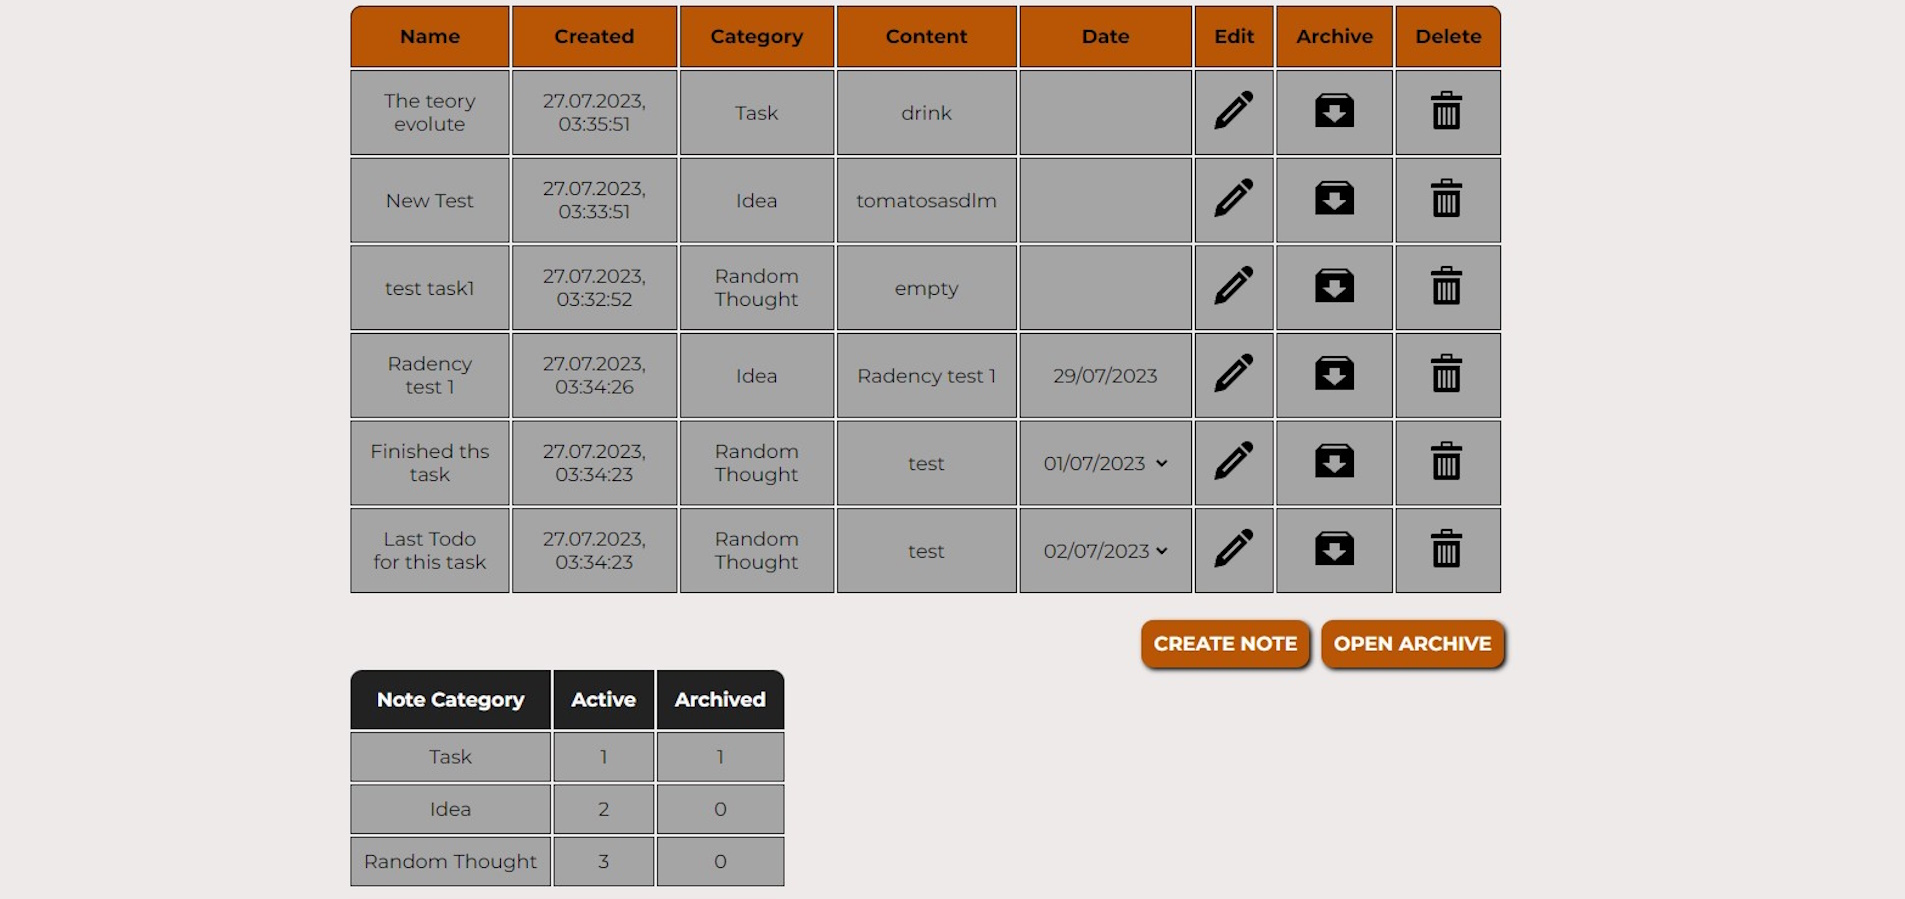 Name Created Category Content Date Edit Archive Delete
The teory
evolute
27.07.2023,
03:35:51
Task
drink
New Test
27.07.2023,
03:33:51
Idea
tomatosasdlm
test task1
27.07.2023,
03:32:52
Random
Thought
empty
Radency
test 1
27.07.2023,
03:34:26
Idea
Radency test 1
29/07/2023
Finished ths
task
27.07.2023,
03:34:23
Random
Thought
test
01/07/2023
Last Todo
for this task
27.07.2023,
03:34:23
Random
Thought
test
02/07/2023
CREATE NOTE
OPEN ARCHIVE
Note Category Active Archived
Task 1 1
Idea 2 0
Random Thought 3 0